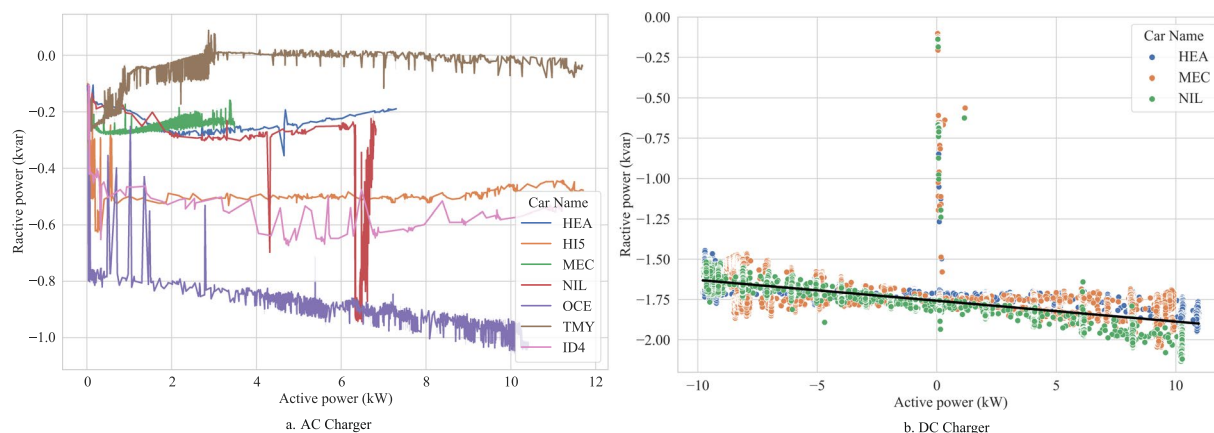 0.0
−0.2
−0.4
−0.6
−0.8
−1.0
Ractive power (kvar)
0
2
4
6
8
10
12
Active power (kW)
Car Name
HEA
HI5
MEC
NIL
OCE
TMY
ID4
a. AC Charger
0.00
−0.25
−0.50
−0.75
−1.00
−1.25
−1.50
−1.75
−2.00
Ractive power (kvar)
−10
−5
0
5
10
Active power (kW)
Car Name
HEA
MEC
NIL
b. DC Charger